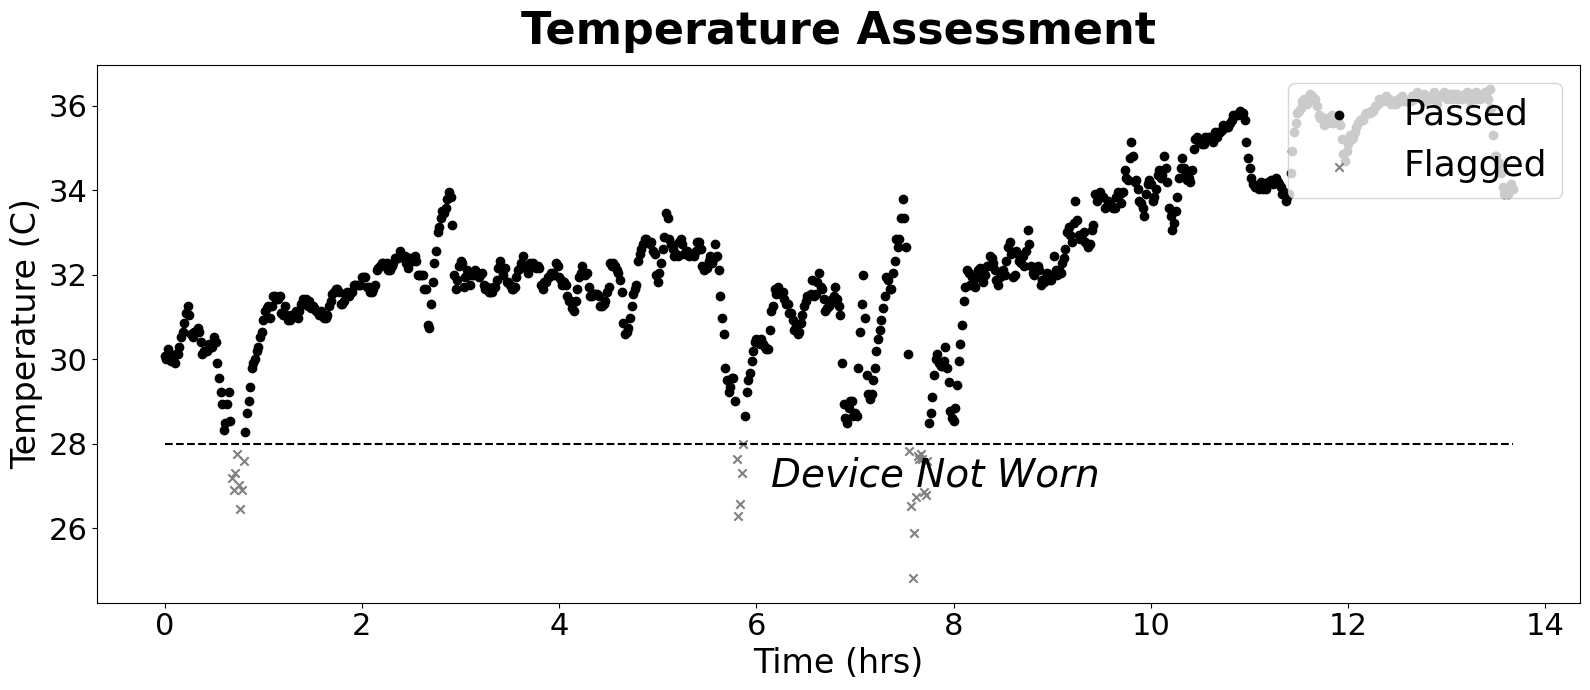 Temperature Assessment
Temperature (C)
36
34
32
30
28
26
Passed
Flagged
Device Not Worn
0 2 4 6 8 10 12 14
Time (hrs)